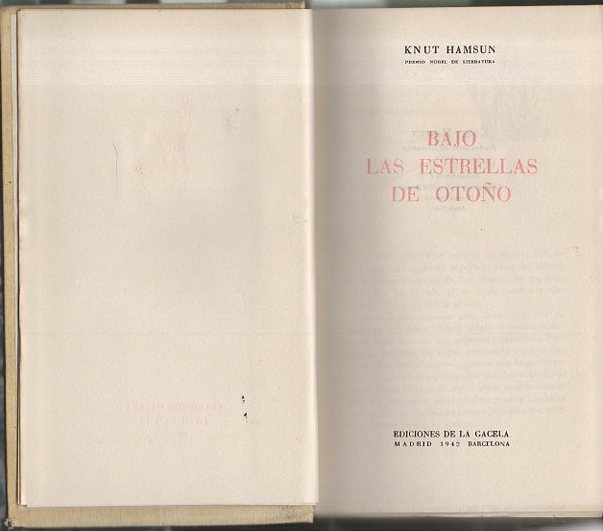 KNUT HAMSUN
PREMIO NOBEL DE LITERATURA
BAJO
LAS ESTRELLAS
DE OTOÑO
EDICIONES DE LA GACELA
MADRID 1942 BARCELONA